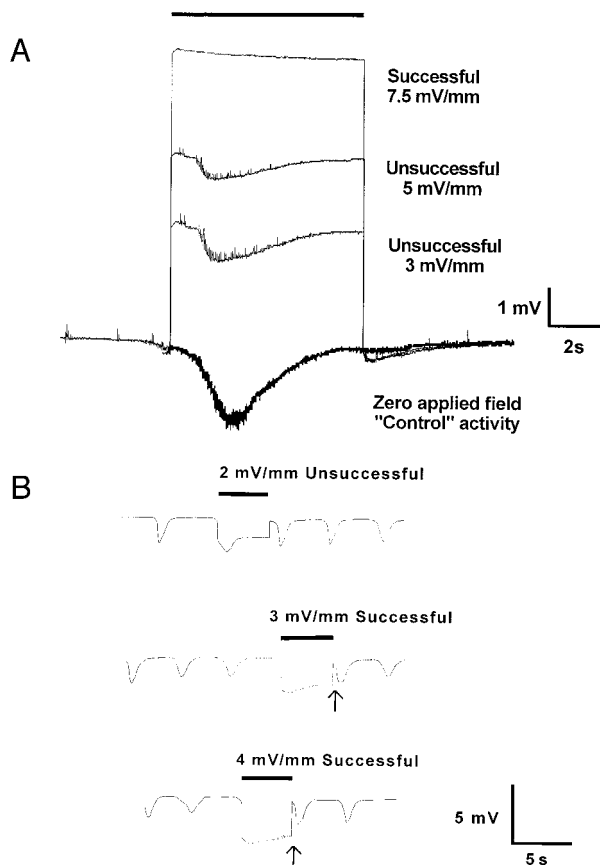 A
Successful
7.5 mV/mm
Unsuccessful
5 mV/mm
Unsuccessful
3 mV/mm
1 mV
2s
Zero applied field
"Control" activity
B
2 mV/mm Unsuccessful
3 mV/mm Successful
4 mV/mm Successful
5 mV
5 s